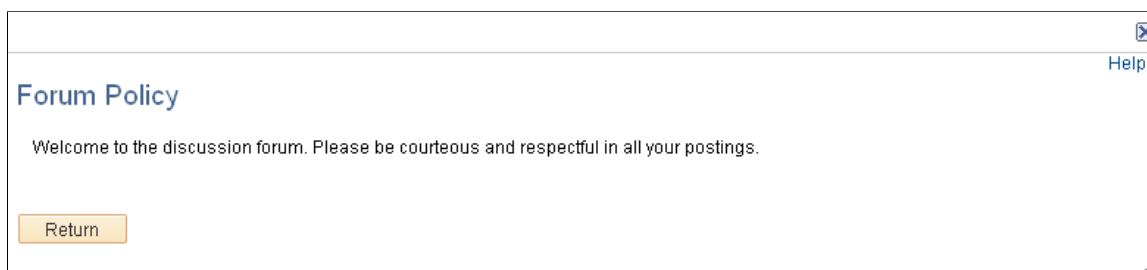 Help
Forum Policy
Welcome to the discussion forum. Please be courteous and respectful in all your postings.
Return